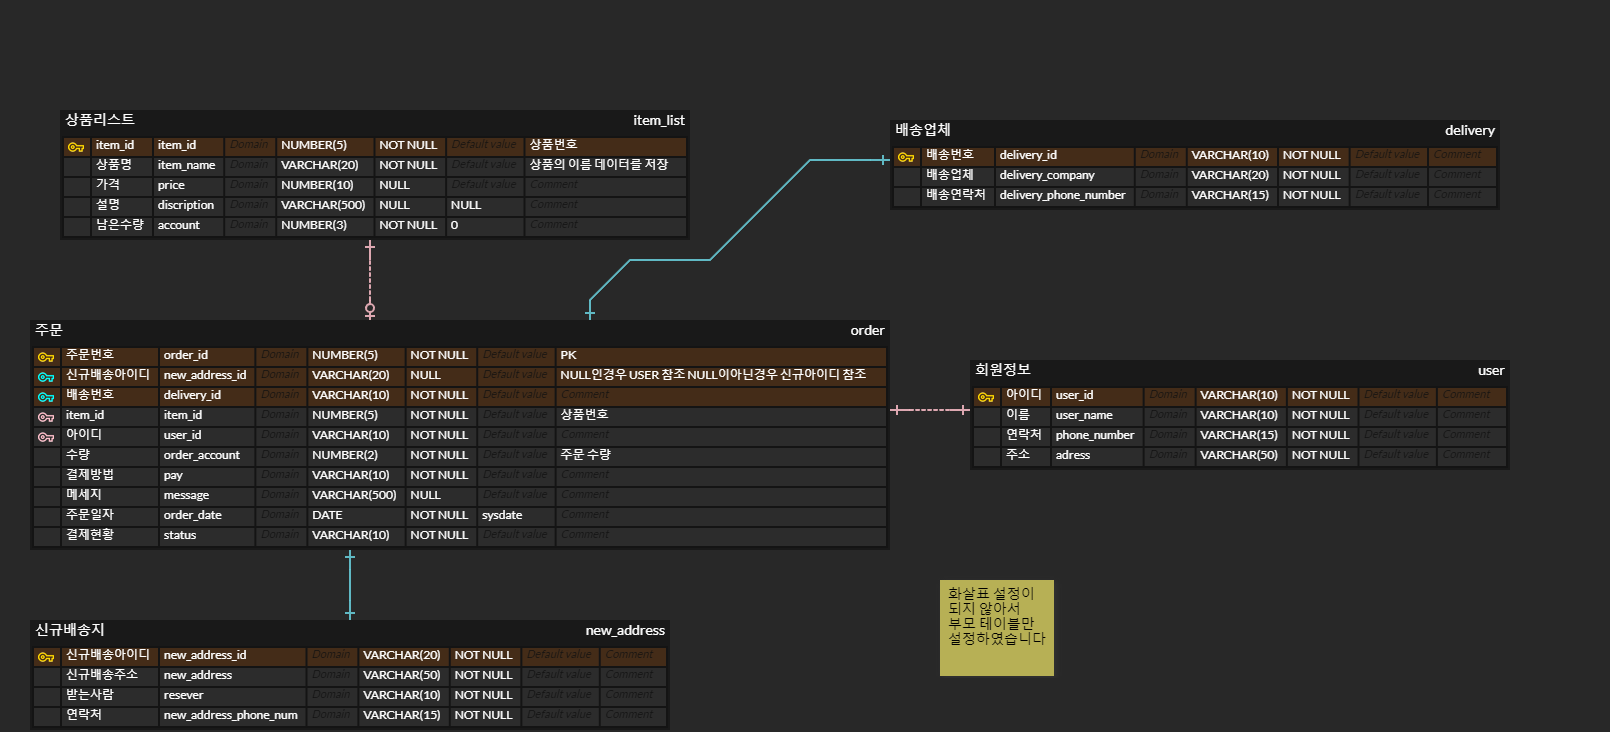 상품리스트 item_list
item_id item_id Domain NUMBER(5) NOT NULL Default value 상품번호
상품명 item_name Domain VARCHAR(20) NOT NULL Default value 상품의 이름 데이터를 저장
가격 price Domain NUMBER(10) NULL Default value Comment
설명 discription Domain VARCHAR(500) NULL NULL Comment
남은수량 account Domain NUMBER(3) NOT NULL 0 Comment
배송업체 delivery
배송번호 delivery_id Domain VARCHAR(10) NOT NULL Default value Comment
배송업체 delivery_company Domain VARCHAR(20) NOT NULL Default value Comment
배송연락처 delivery_phone_number Domain VARCHAR(15) NOT NULL Default value Comment
주문 order
주문번호 order_id Domain NUMBER(5) NOT NULL Default value PK
신규배송아이디 new_address_id Domain VARCHAR(20) NULL Default value NULL인경우 USER 참조 NULL이아닌경우 신규아이디 참조
배송번호 delivery_id Domain VARCHAR(10) NOT NULL Default value Comment
item_id item_id Domain NUMBER(5) NOT NULL Default value 상품번호
아이디 user_id Domain VARCHAR(10) NOT NULL Default value Comment
수량 order_account Domain NUMBER(2) NOT NULL Default value 주문 수량
결제방법 pay Domain VARCHAR(10) NOT NULL Default value Comment
메세지 message Domain VARCHAR(500) NULL Default value Comment
주문일자 order_date Domain DATE NOT NULL sysdate Comment
결제현황 status Domain VARCHAR(10) NOT NULL Default value Comment
회원정보 user
아이디 user_id Domain VARCHAR(10) NOT NULL Default value Comment
이름 user_name Domain VARCHAR(10) NOT NULL Default value Comment
연락처 phone_number Domain VARCHAR(15) NOT NULL Default value Comment
주소 adress Domain VARCHAR(50) NOT NULL Default value Comment
화살표 설정이
되지 않아서
부모 테이블만
설정하였습니다
신규배송지 new_address
신규배송아이디 new_address_id Domain VARCHAR(20) NOT NULL Default value Comment
신규배송주소 new_address Domain VARCHAR(50) NOT NULL Default value Comment
받는사람 resever Domain VARCHAR(10) NOT NULL Default value Comment
연락처 new_address_phone_num Domain VARCHAR(15) NOT NULL Default value Comment